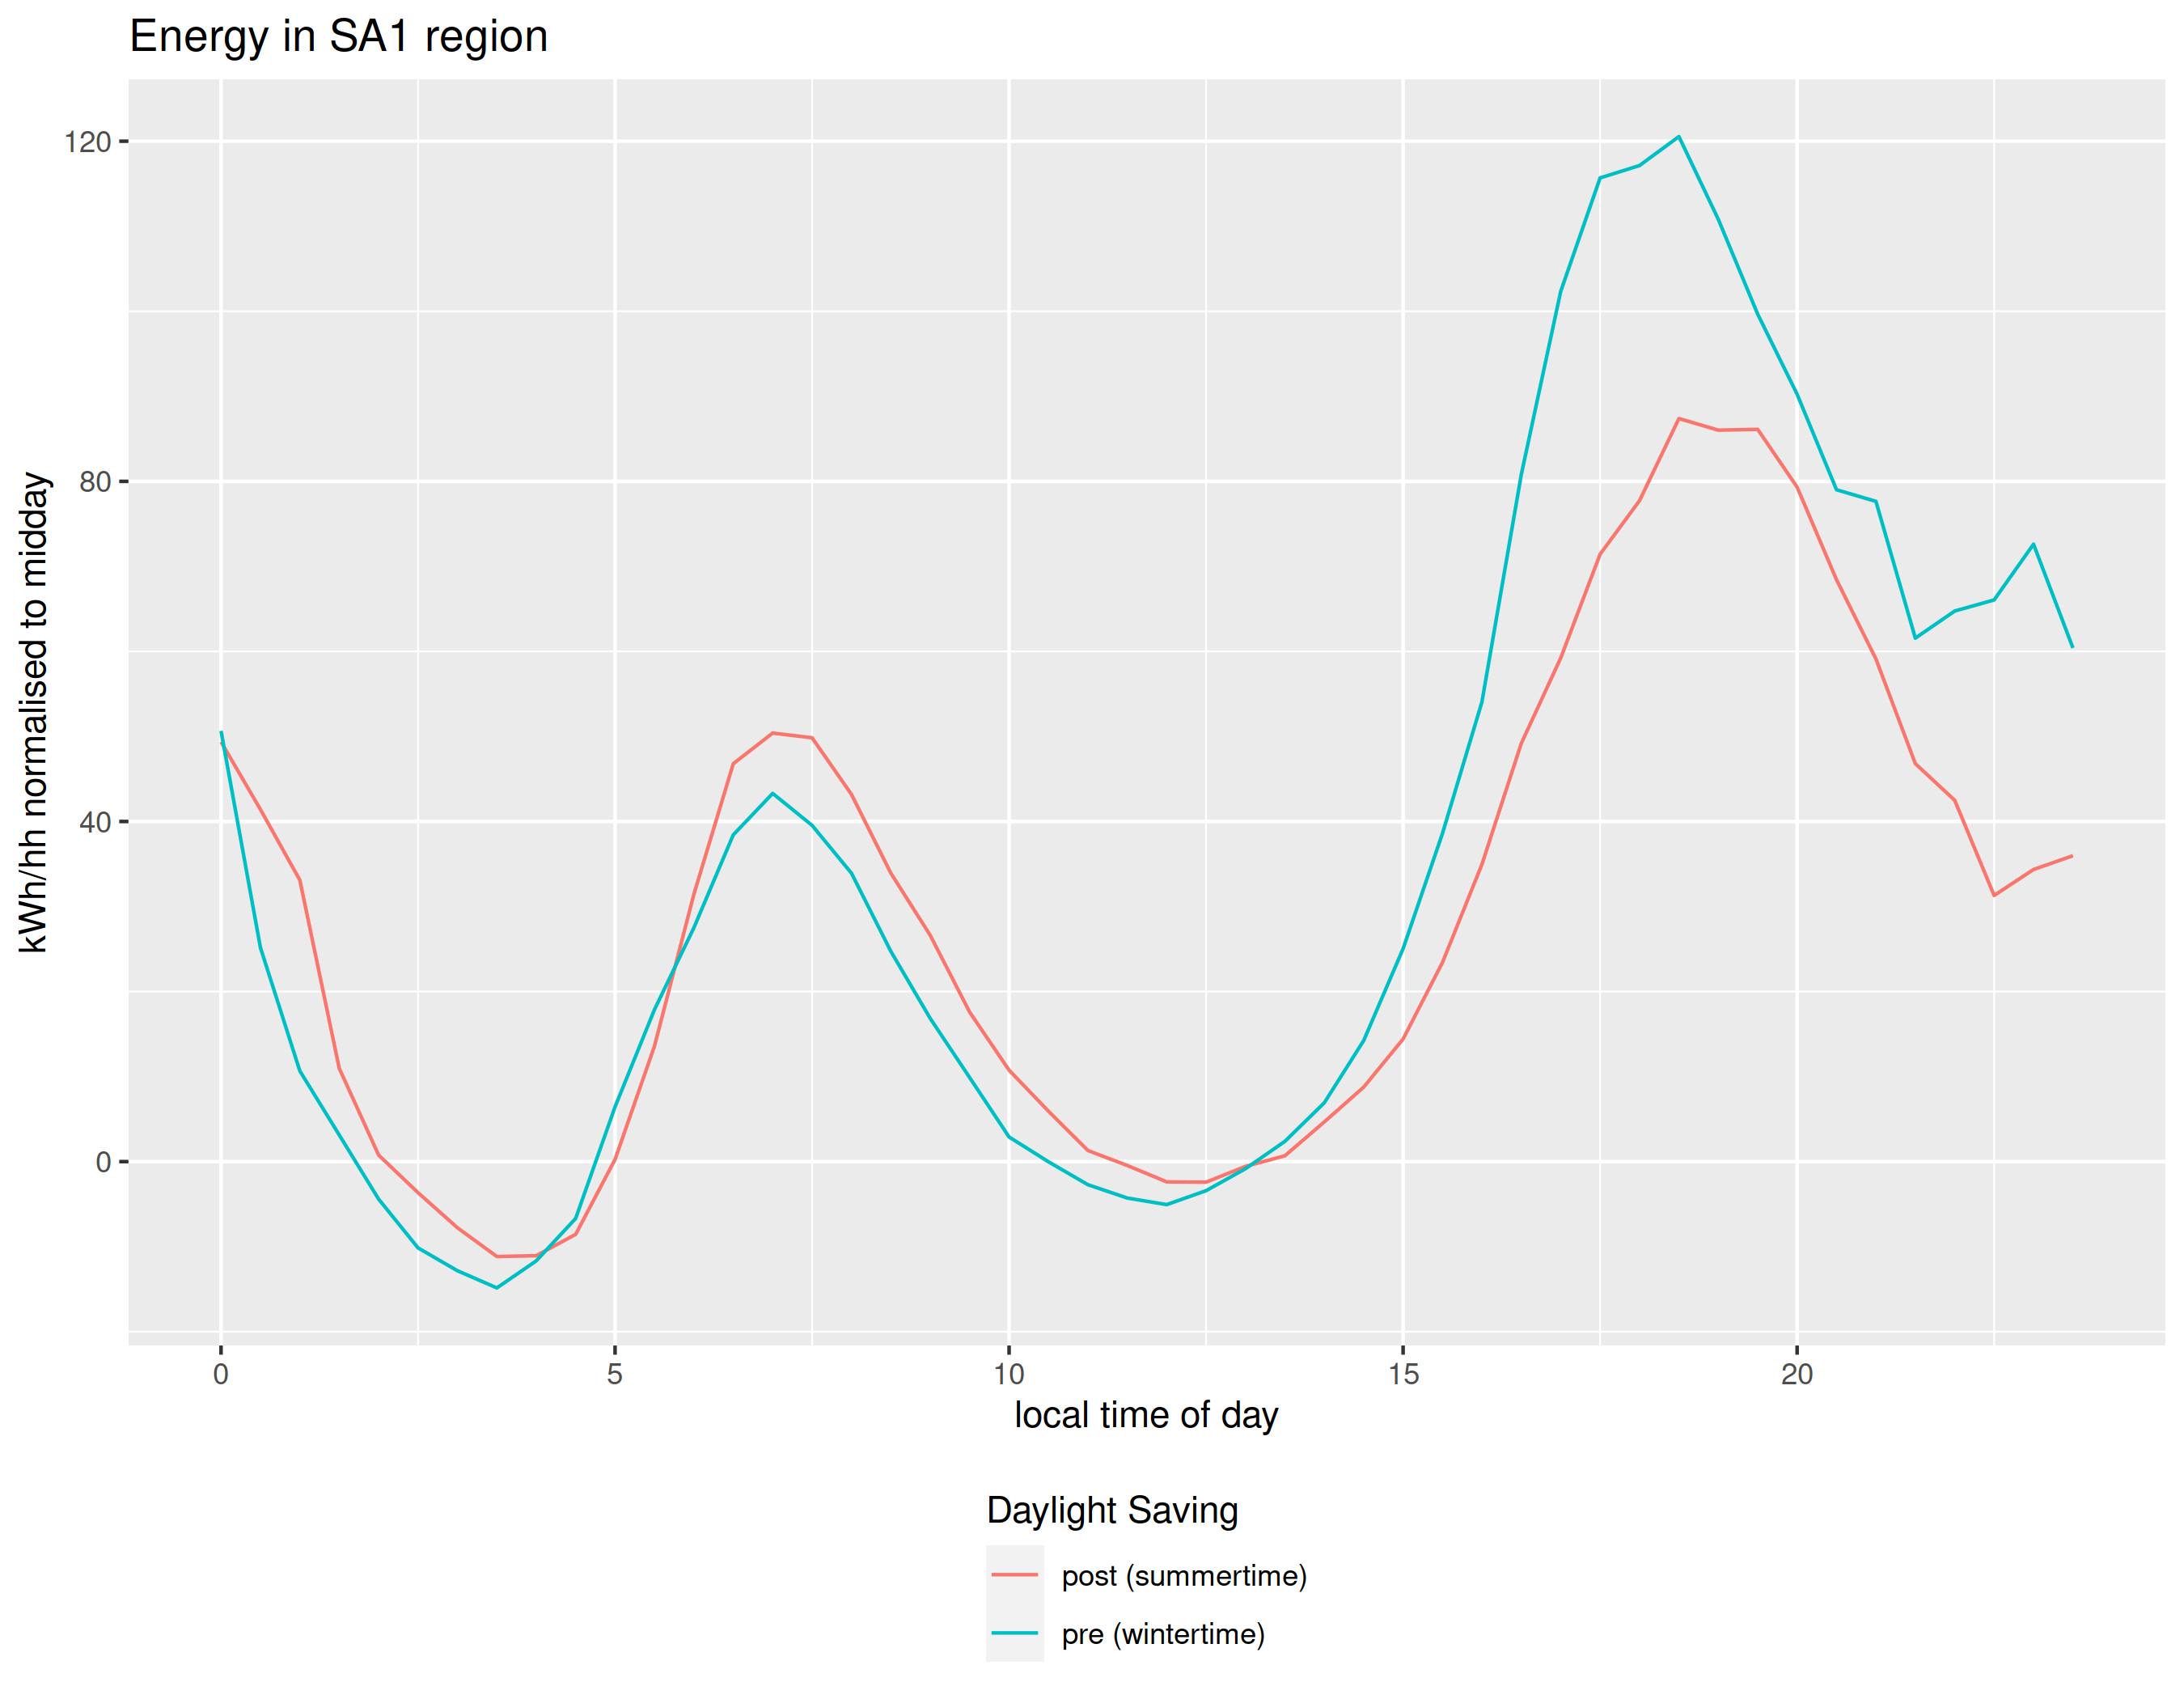 Energy in SA1 region
kWh/hh normalised to midday
120
80
40
0
0 5 10 15 20
local time of day
Daylight Saving
post (summertime)
pre (wintertime)